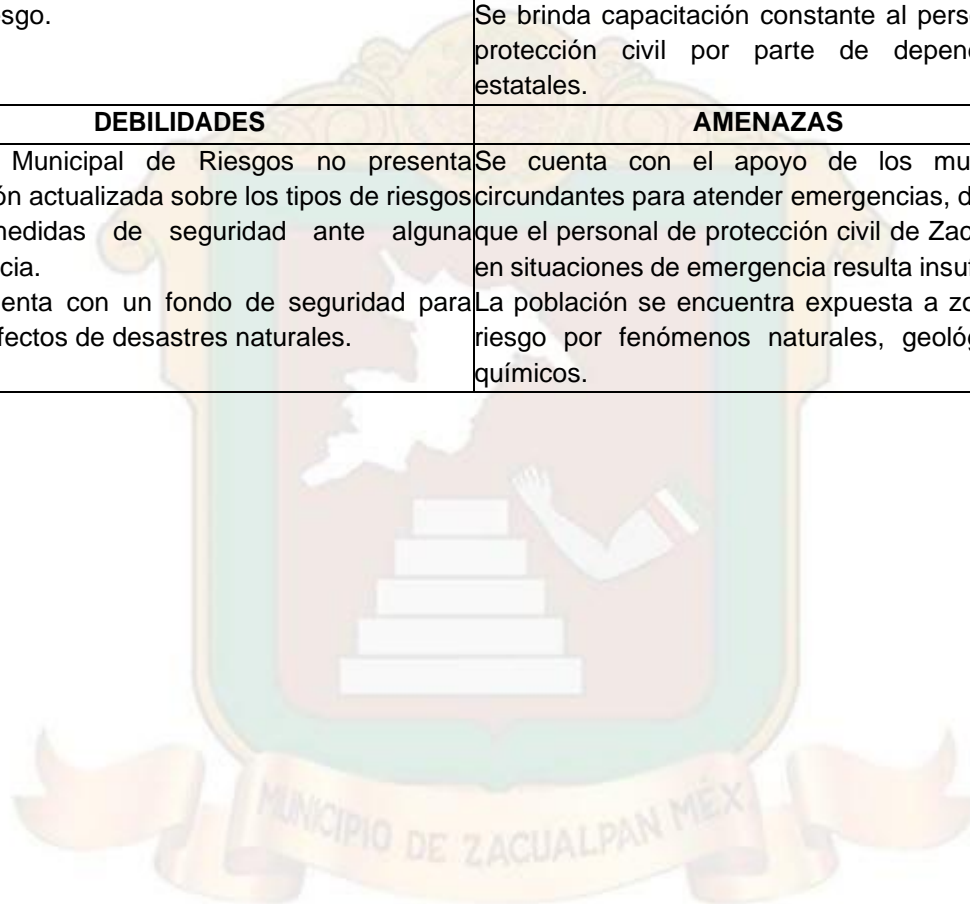 esgo.
Se brinda capacitación constante al pers
protección civil por parte de depen
estatales.
DEBILIDADES
AMENAZAS
Municipal de Riesgos no presenta
ón actualizada sobre los tipos de riesgos
medidas de seguridad ante alguna
cia.
enta con un fondo de seguridad para
fectos de desastres naturales.
Se cuenta con el apoyo de los mu
circundantes para atender emergencias, d
que el personal de protección civil de Zac
en situaciones de emergencia resulta insuf
La población se encuentra expuesta a zo
riesgo por fenómenos naturales, geológ
químicos.
MUNICIPIO DE ZACUALPAN MÉX.